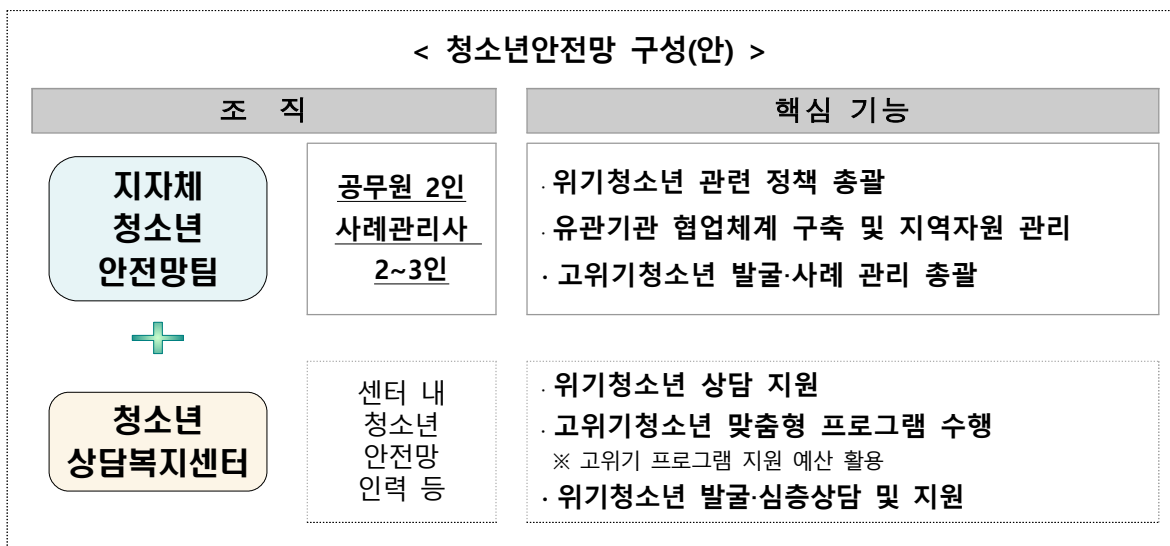 < 청소년안전망 구성(안) >
조 직
핵심 기능
지자체
청소년
안전망팀
공무원 2인
사례관리사
2~3인
· 위기청소년 관련 정책 총괄
· 유관기관 협업체계 구축 및 지역자원 관리
· 고위기청소년 발굴·사례 관리 총괄
청소년
상담복지센터
센터 내
청소년
안전망
인력 등
· 위기청소년 상담 지원
· 고위기청소년 맞춤형 프로그램 수행
※ 고위기 프로그램 지원 예산 활용
· 위기청소년 발굴·심층상담 및 지원